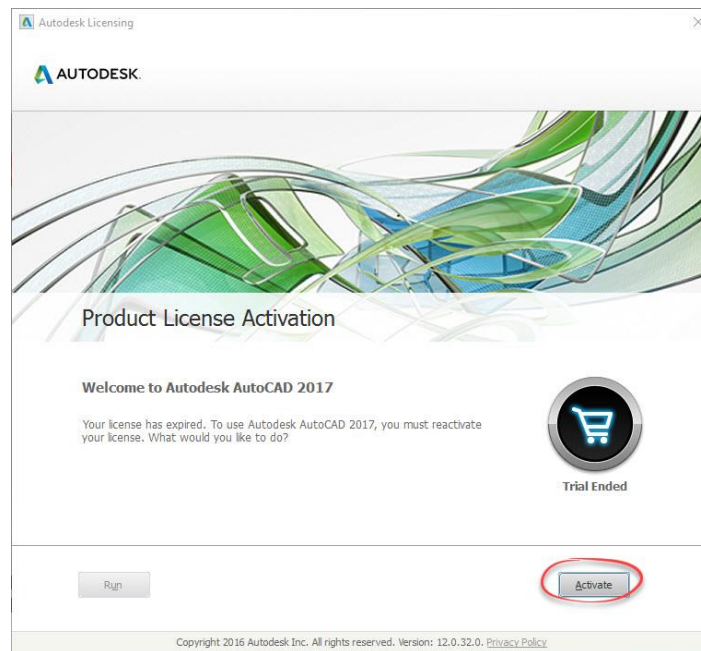 Autodesk Licensing
AUTODESK.
Product License Activation
Welcome to Autodesk AutoCAD 2017
Your license has expired. To use Autodesk AutoCAD 2017, you must reactivate
your license. What would you like to do?
Trial Ended
Run
Activate
Copyright 2016 Autodesk Inc. All rights reserved. Version: 12.0.32.0. Privacy Policy